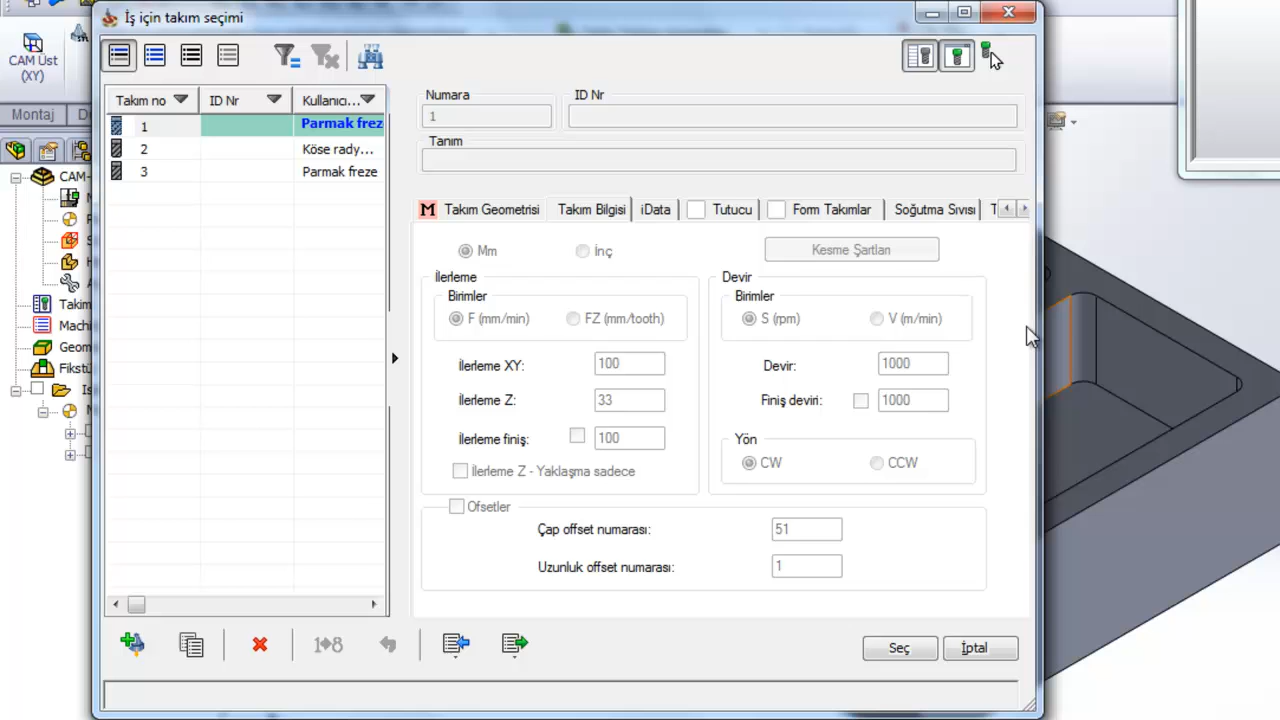 İş için takım seçimi
CAM Üst
(XY)
Montaj
Takım no
ID Nr
Kullanıcı...
1
Parmak frez
2
Köse rady...
3
Parmak freze
CAM-
Takım
Machi
Geom
Fikstü
Numara
1
ID Nr
Tanım
M Takım Geometrisi
Takım Bilgisi
iData
Tutucu
Form Takımlar
Soğutma Sıvısı
T
Mm
İnç
Kesme Şartları
İlerleme
Birimler
F (mm/min)
FZ (mm/tooth)
İlerleme XY: 100
İlerleme Z: 33
İlerleme finiş: 100
İlerleme Z - Yaklaşma sadece
Devir
Birimler
S (rpm)
V (m/min)
Devir: 1000
Finiş deviri: 1000
Yön
CW
CCW
Ofsetler
Çap offset numarası: 51
Uzunluk offset numarası: 1
Seç
İptal